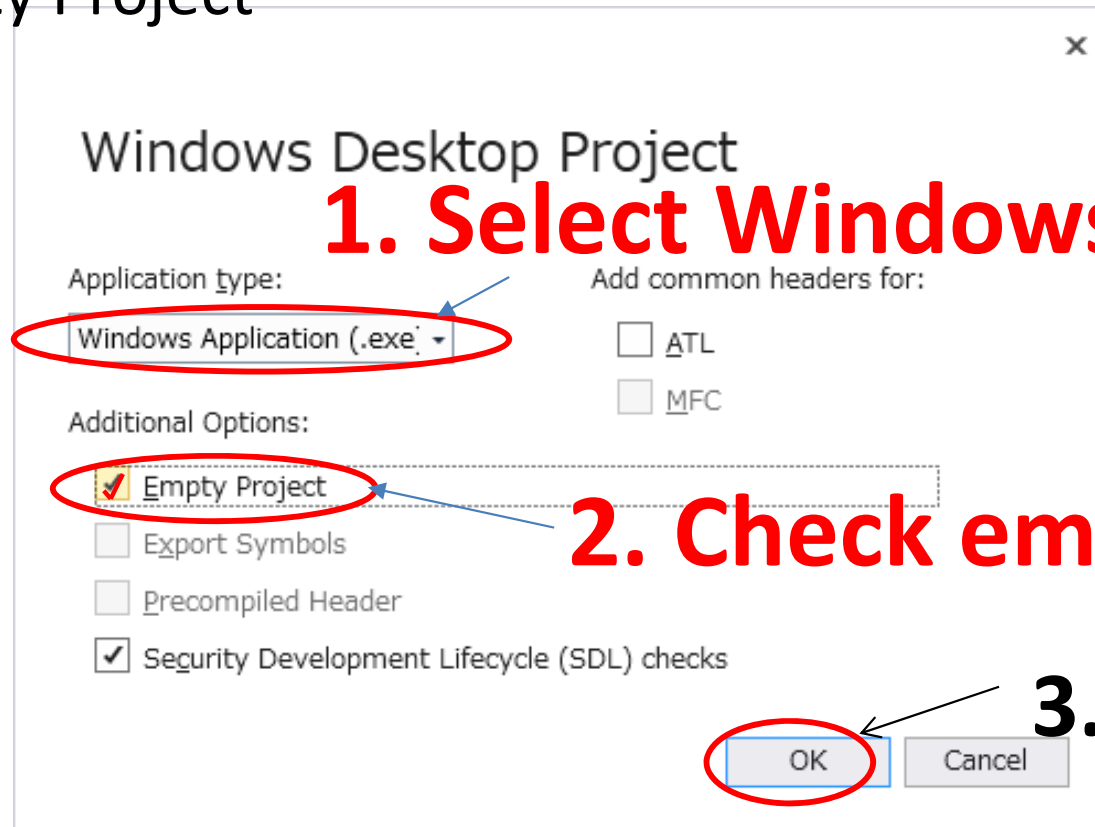 Project
Windows Desktop Project
1. Select Windows
Application type:
Add common headers for:
Windows Application (.exe)
ATL
MFC
Additional Options:
Empty Project
2. Check em
Export Symbols
Precompiled Header
Security Development Lifecycle (SDL) checks
3.
OK
Cancel